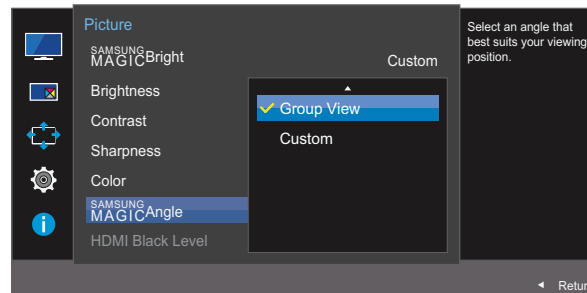 Picture
SAMSUNG
MAGICBright
Custom
Brightness
Contrast
Sharpness
Color
SAMSUNG
MAGICAngle
HDMI Black Level
Group View
Custom
Select an angle that
best suits your viewing
position.
Retur